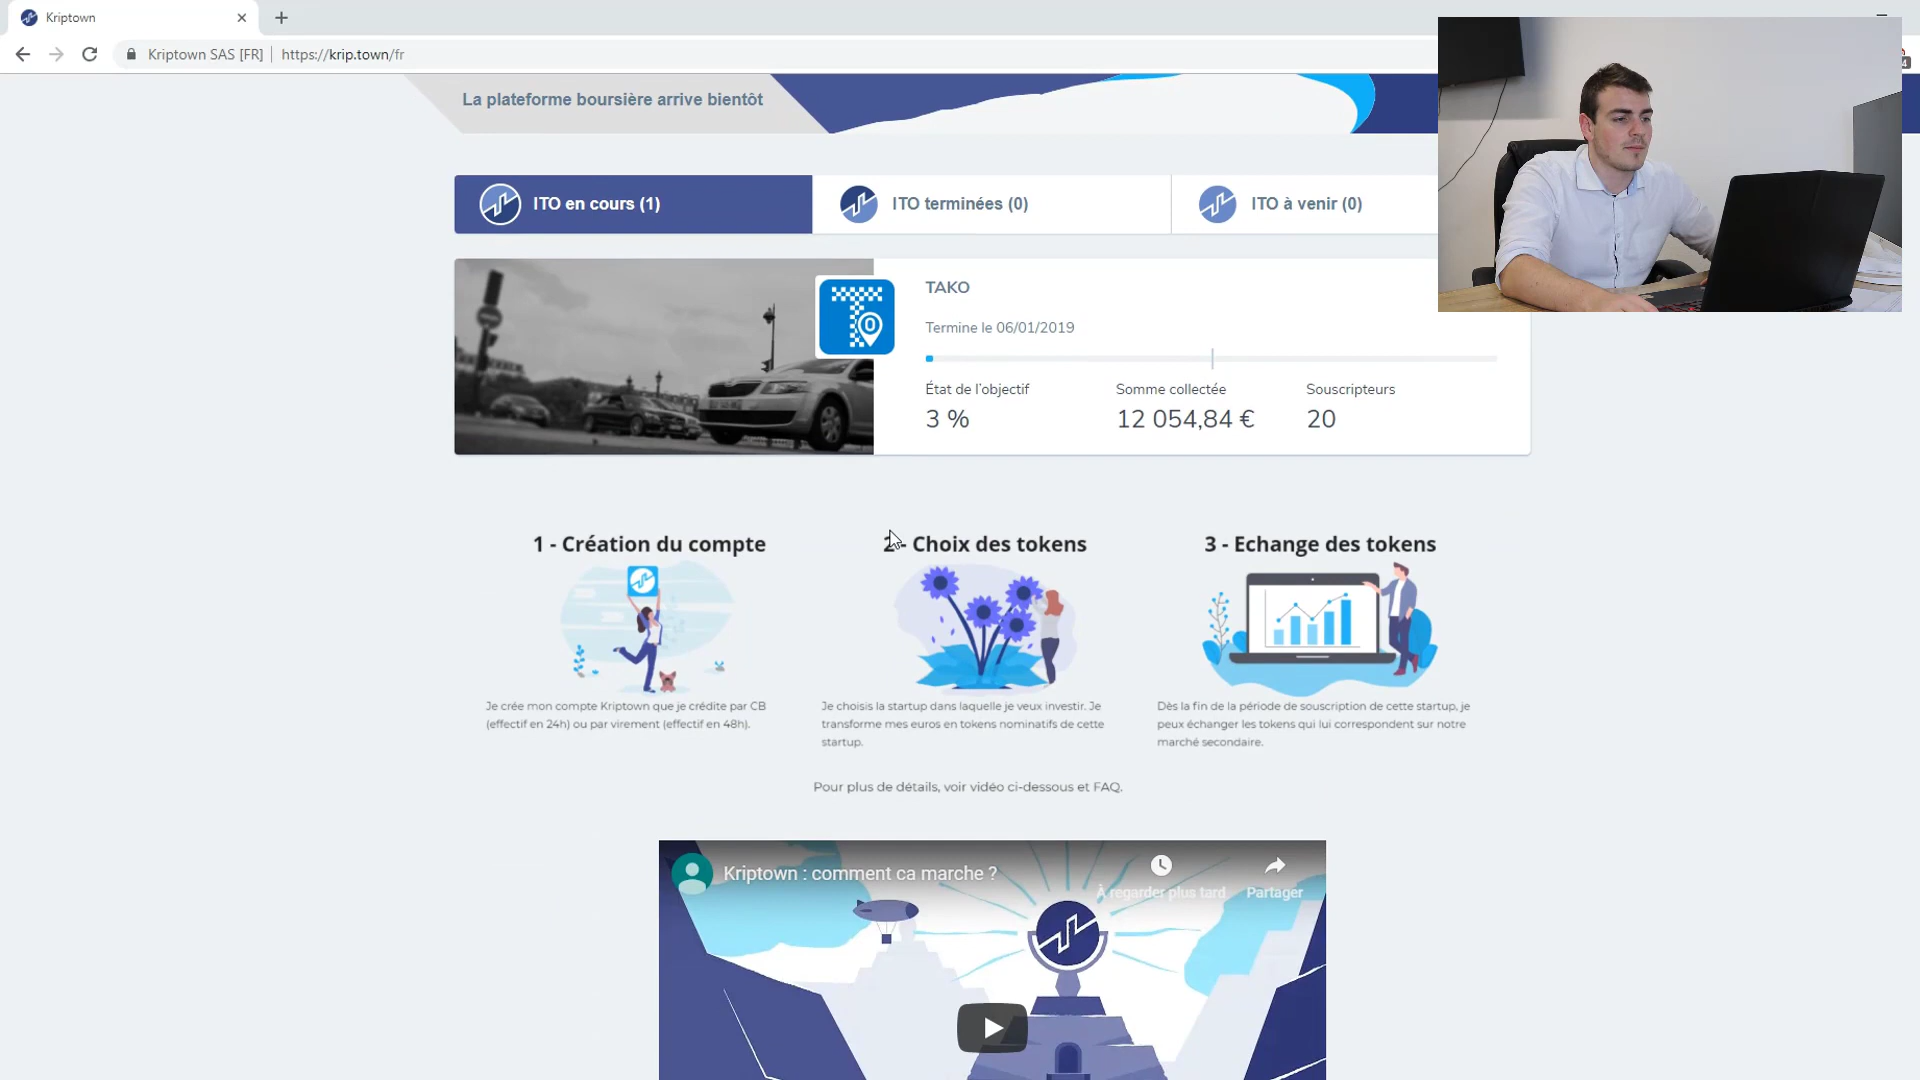 Kriptown
Kriptown SAS [FR] https://krip.town/fr
La plateforme boursière arrive bientôt
ITO en cours (1)
ITO terminées (0)
ITO à venir (0)
TAKO
Termine le 06/01/2019
État de l'objectif
Somme collectée
Souscripteurs
3 %
12 054,84 €
20
1 - Création du compte
Je crée mon compte Kriptown que je crédite par CB
(effectif en 24h) ou par virement (effectif en 48h).
2 - Choix des tokens
Je choisis la startup dans laquelle je veux investir. Je
transforme mes euros en tokens nominatifs de cette
startup.
3 - Echange des tokens
Dès la fin de la période de souscription de cette startup, je
peux échanger les tokens qui lui correspondent sur notre
marché secondaire.
Pour plus de détails, voir vidéo ci-dessous et FAQ.
Kriptown : comment ca marche ?
À regarder plus tard
Partager